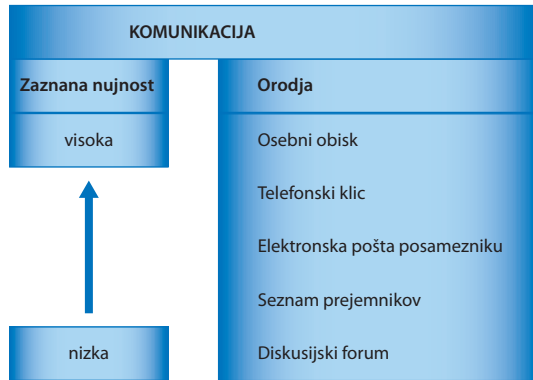 KOMUNIKACIJA
Zaznana nujnost
Orodja
visoka
Osebni obisk
Telefonski klic
Elektronska pošta posamezniku
Seznam prejemnikov
nizka
Diskusijski forum